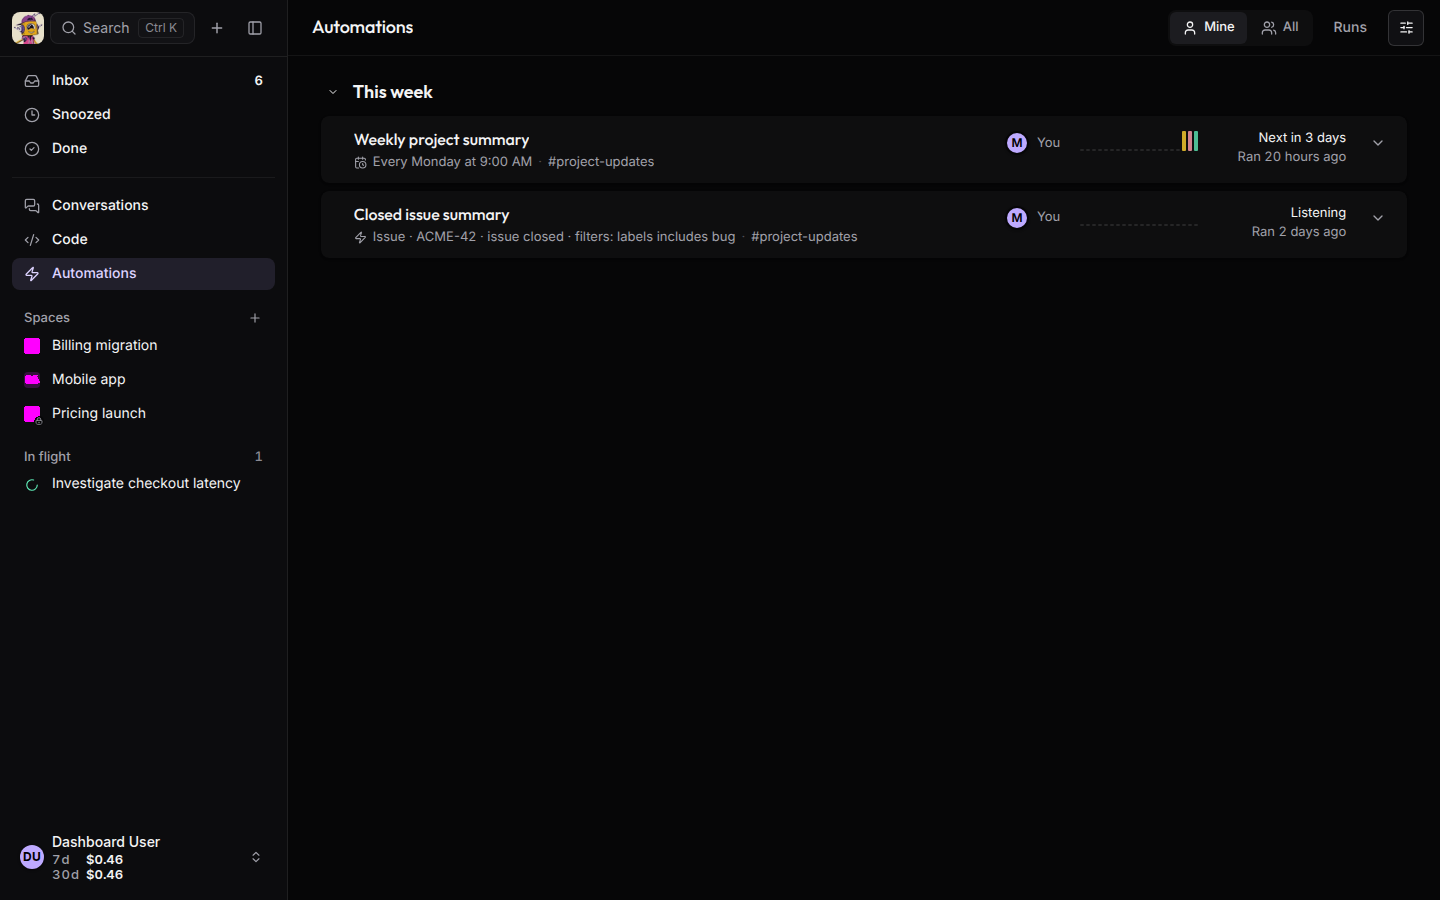 Search Ctrl K
Inbox 6
Snoozed
Done
Conversations
Code
Automations
Spaces
Billing migration
Mobile app
Pricing launch
In flight 1
Investigate checkout latency
DU
Dashboard User
7d $0.46
30d $0.46
Automations
Mine All Runs
This week
Weekly project summary
Every Monday at 9:00 AM · #project-updates
M You
Next in 3 days
Ran 20 hours ago
Closed issue summary
Issue · ACME-42 · issue closed · filters: labels includes bug · #project-updates
M You
Listening
Ran 2 days ago